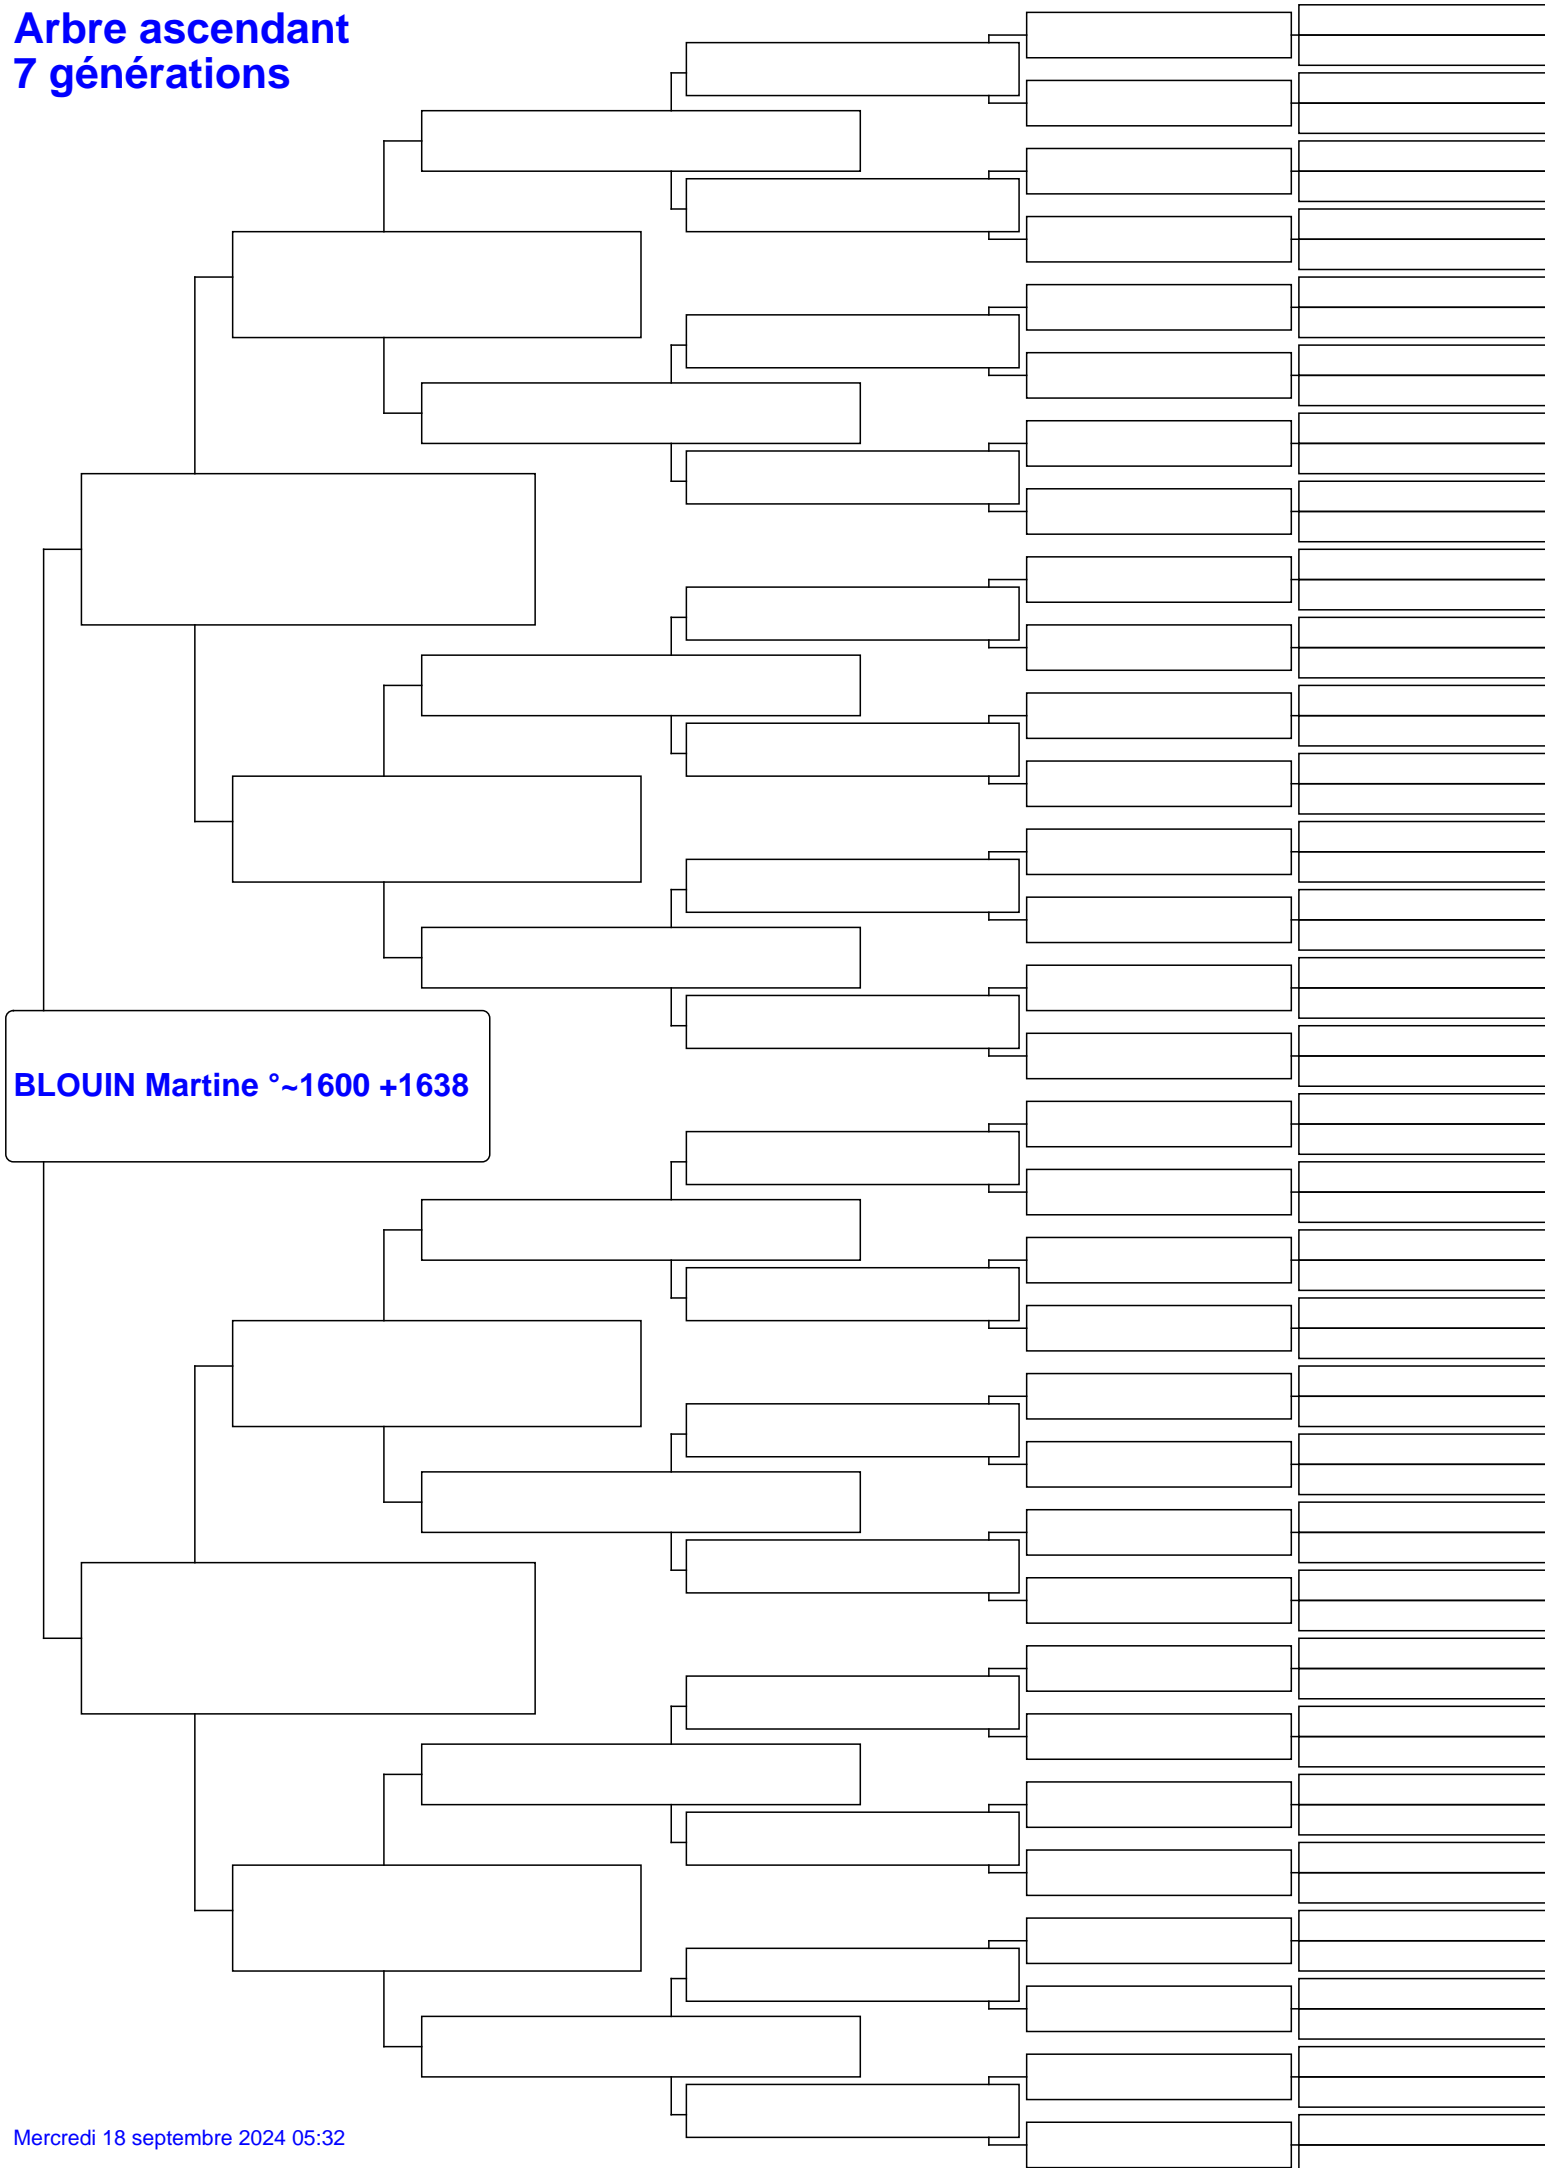 Arbre ascendant
7 générations
BLOUIN Martine °~1600 +1638
Mercredi 18 septembre 2024 05:32